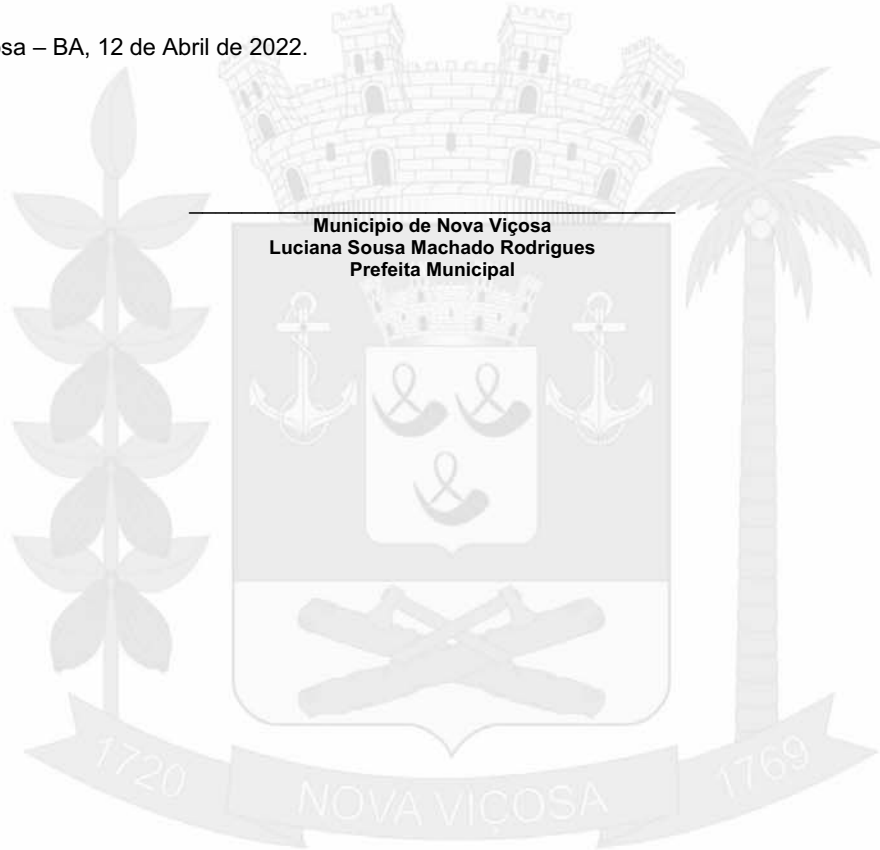 osa – BA, 12 de Abril de 2022.
Municipio de Nova Viçosa
Luciana Sousa Machado Rodrigues
Prefeita Municipal
1720
NOVA VIÇOSA
1769